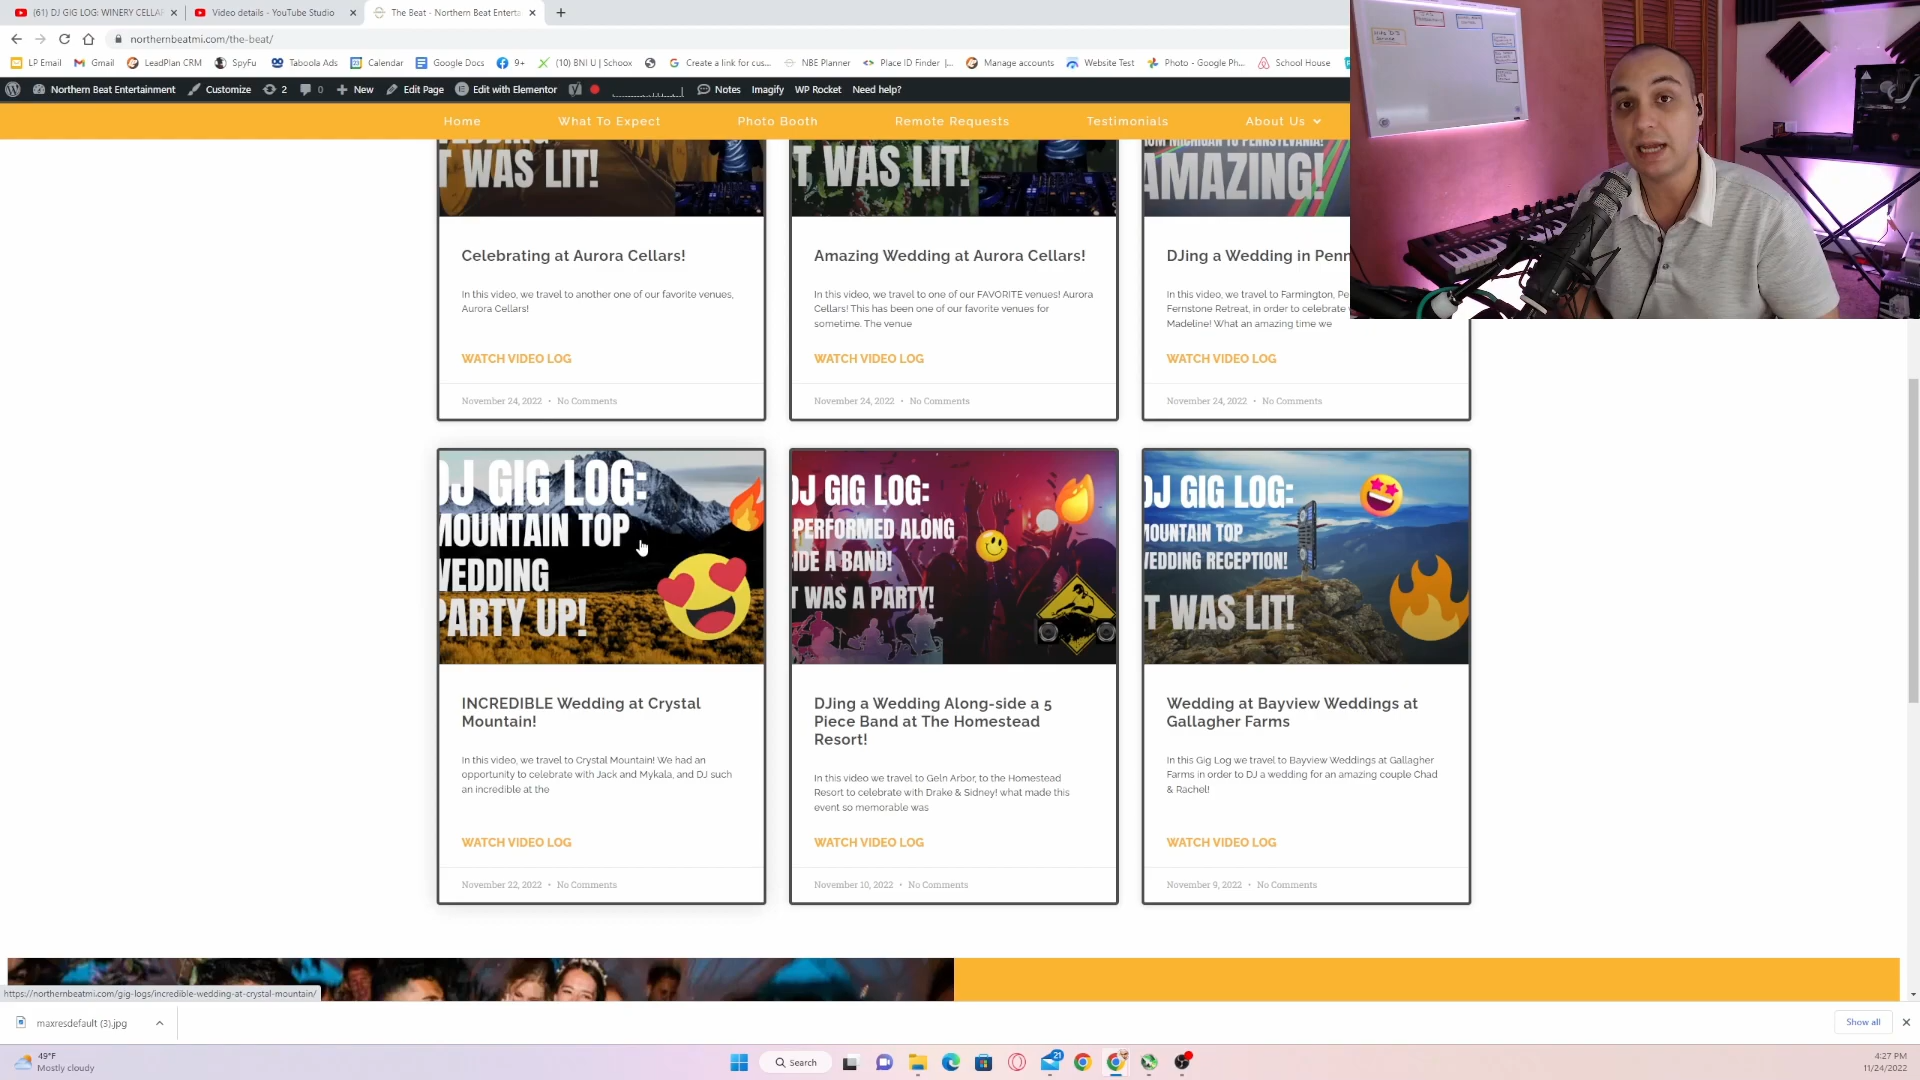 (61) DJ GIG LOG: WINERY CELLAR
Video details - YouTube Studio
The Beat - Northern Beat Enterta
northernbeatmi.com/the-beat/
LP Email
Gmail
LeadPlan CRM
SpyFu
Taboola Ads
Calendar
Google Docs
9+
(10) BNI U | Schoox
Create a link for cus...
NBE Planner
Place ID Finder |...
Manage accounts
Website Test
Photo - Google Ph...
School House
Northern Beat Entertainment
Customize
2
0
New
Edit Page
Edit with Elementor
Notes
Imagify
WP Rocket
Need help?
Home
What To Expect
Photo Booth
Remote Requests
Testimonials
About Us
T WAS LIT!
T WAS LIT!
OM MICHIGAN TO PENNSYLVANIA!
AMAZING!
Celebrating at Aurora Cellars!
In this video, we travel to another one of our favorite venues,
Aurora Cellars!
WATCH VIDEO LOG
November 24, 2022 • No Comments
Amazing Wedding at Aurora Cellars!
In this video, we travel to one of our FAVORITE venues! Aurora
Cellars! This has been one of our favorite venues for
sometime. The venue
WATCH VIDEO LOG
November 24, 2022 • No Comments
DJing a Wedding in Penn
In this video, we travel to Farmington, Pe
Fernstone Retreat, in order to celebrate
Madeline! What an amazing time we
WATCH VIDEO LOG
November 24, 2022 • No Comments
DJ GIG LOG:
MOUNTAIN TOP
WEDDING
PARTY UP!
INCREDIBLE Wedding at Crystal
Mountain!
In this video, we travel to Crystal Mountain! We had an
opportunity to celebrate with Jack and Mykala, and DJ such
an incredible at the
WATCH VIDEO LOG
November 22, 2022 • No Comments
DJ GIG LOG:
PERFORMED ALONG
IDE A BAND!
T WAS A PARTY!
DJing a Wedding Along-side a 5
Piece Band at The Homestead
Resort!
In this video we travel to Geln Arbor, to the Homestead
Resort to celebrate with Drake & Sidney! what made this
event so memorable was
WATCH VIDEO LOG
November 10, 2022 • No Comments
DJ GIG LOG:
MOUNTAIN TOP
WEDDING RECEPTION!
T WAS LIT!
Wedding at Bayview Weddings at
Gallagher Farms
In this Gig Log we travel to Bayview Weddings at Gallagher
Farms in order to DJ a wedding for an amazing couple Chad
& Rachel!
WATCH VIDEO LOG
November 9, 2022 • No Comments
https://northernbeatmi.com/gig-logs/incredible-wedding-at-crystal-mountain/
maxresdefault (3).jpg
Show all
49°F
Mostly cloudy
Search
21
4:27 PM
11/24/2022